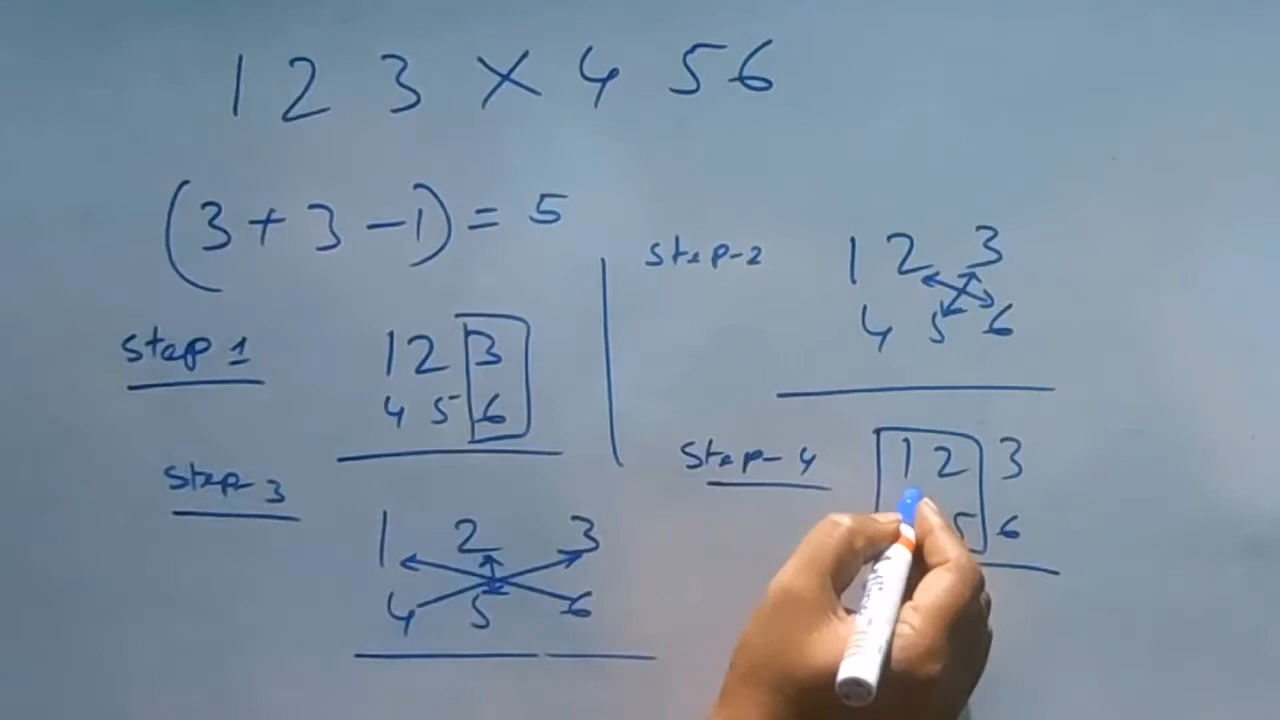 1 2 3 × 4 5 6
(3 + 3 - 1) = 5
Step 1
1 2 3
4 5 6
Step-2
1 2 3
4 5 6
Step-3
1 2 3
4 5 6
Step-4
1 2 3
5 6